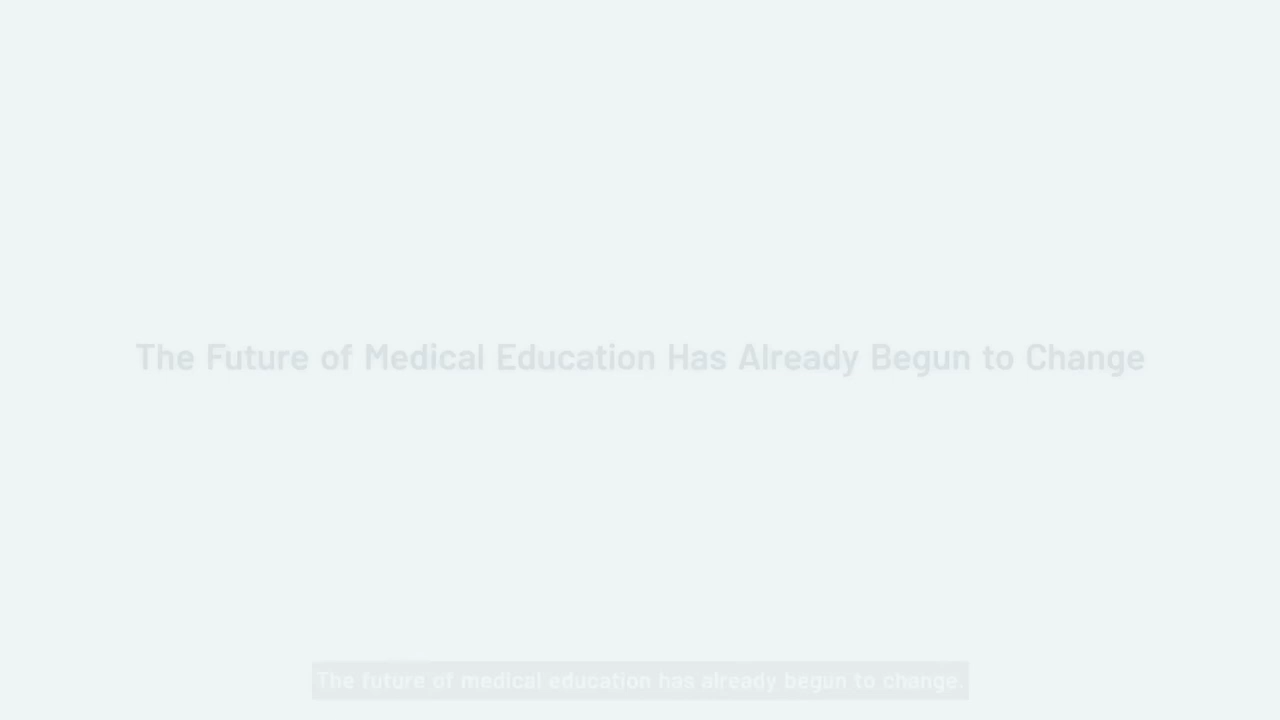 The Future of Medical Education Has Already Begun to Change
The future of medical education has already begun to change.